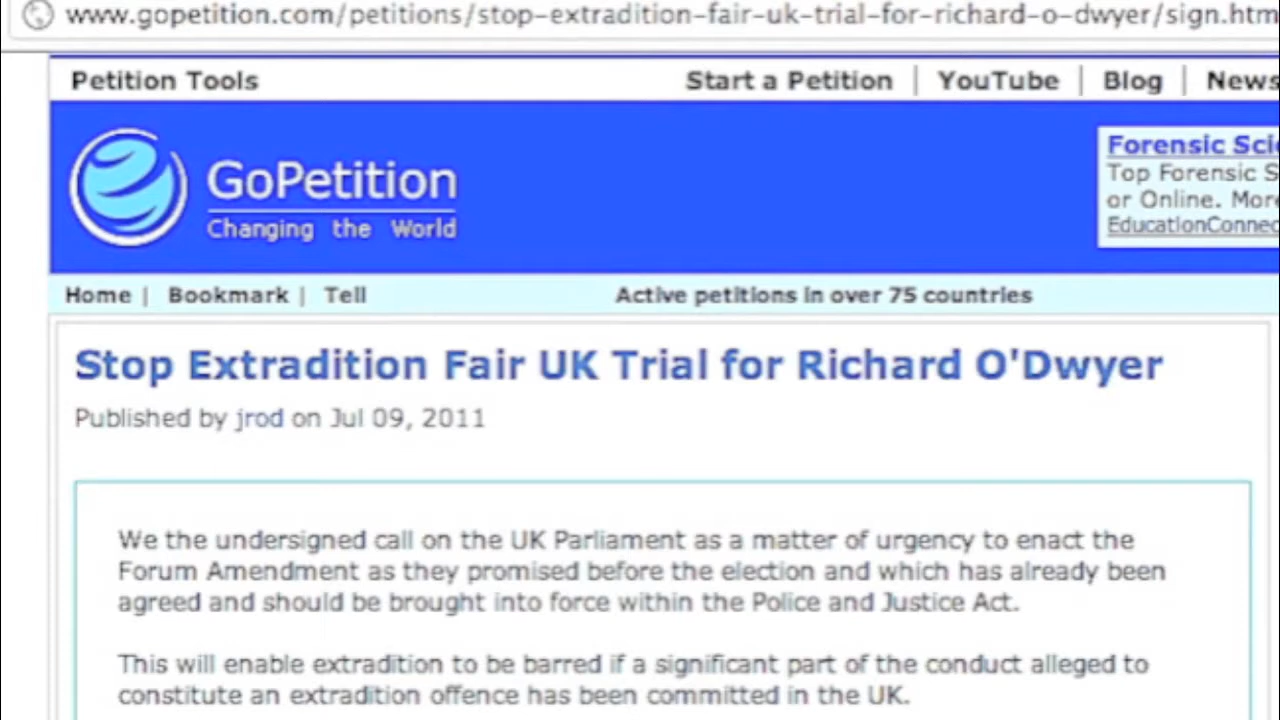 www.gopetition.com/petitions/stop-extradition-fair-uk-trial-for-richard-o-dwyer/sign.htm
Petition Tools
Start a Petition | YouTube | Blog | News
GoPetition
Changing the World
Forensic Scie
Top Forensic S
or Online. More
EducationConnec
Home | Bookmark | Tell
Active petitions in over 75 countries
Stop Extradition Fair UK Trial for Richard O'Dwyer
Published by jrod on Jul 09, 2011
We the undersigned call on the UK Parliament as a matter of urgency to enact the
Forum Amendment as they promised before the election and which has already been
agreed and should be brought into force within the Police and Justice Act.
This will enable extradition to be barred if a significant part of the conduct alleged to
constitute an extradition offence has been committed in the UK.